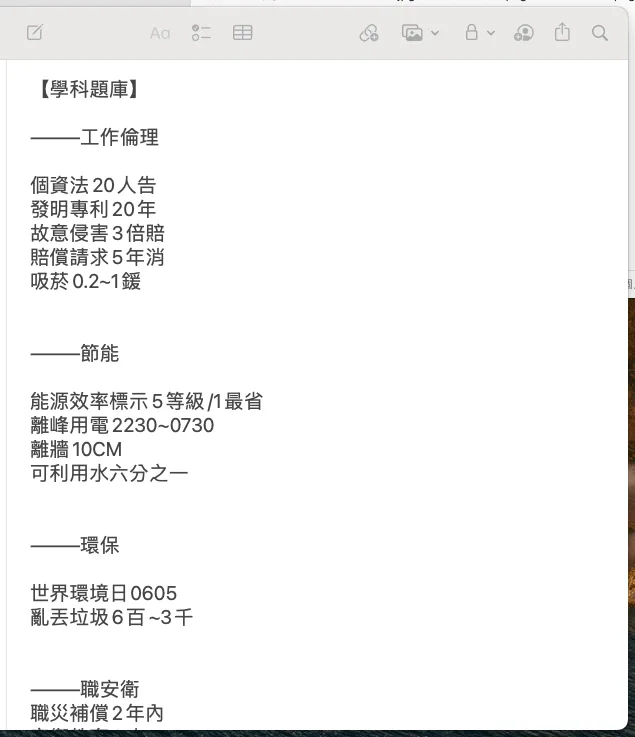 Aa
【學科題庫】
———工作倫理
個資法20人告
發明專利20年
故意侵害3倍賠
賠償請求5年消
吸菸0.2~1鍰
———節能
能源效率標示5等級/1最省
離峰用電2230~0730
離牆10CM
可利用水六分之一
———環保
世界環境日0605
亂丟垃圾6百~3千
———職安衛
職災補償2年內